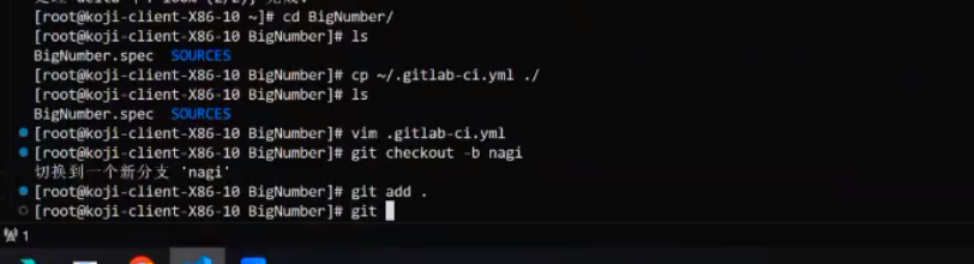 [root@koji-client-X86-10 ~]# cd BigNumber/
[root@koji-client-X86-10 BigNumber]# ls
BigNumber.spec  SOURCES
[root@koji-client-X86-10 BigNumber]# cp ~/.gitlab-ci.yml ./
[root@koji-client-X86-10 BigNumber]# ls
BigNumber.spec  SOURCES
[root@koji-client-X86-10 BigNumber]# vim .gitlab-ci.yml
[root@koji-client-X86-10 BigNumber]# git checkout -b nagi
切换到一个新分支 'nagi'
[root@koji-client-X86-10 BigNumber]# git add .
[root@koji-client-X86-10 BigNumber]# git
1